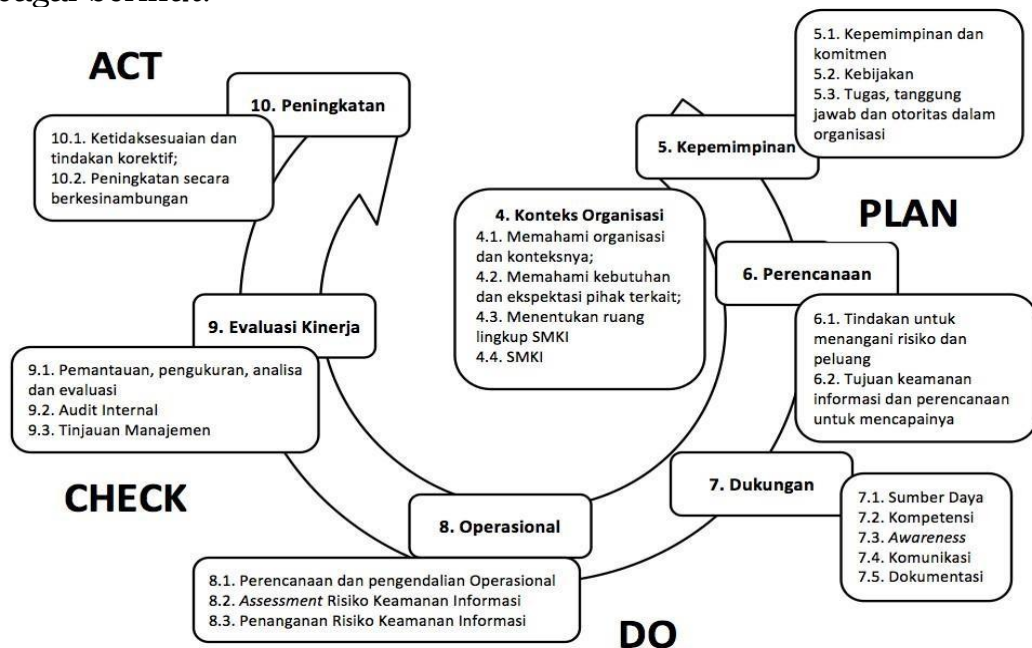 ACT
10. Peningkatan
10.1. Ketidaksesuaian dan
tindakan korektif;
10.2. Peningkatan secara
berkesinambungan
5.1. Kepemimpinan dan
komitmen
5.2. Kebijakan
5.3. Tugas, tanggung
jawab dan otoritas dalam
organisasi
5. Kepemimpinan
PLAN
4. Konteks Organisasi
4.1. Memahami organisasi
dan konteksnya;
4.2. Memahami kebutuhan
dan ekspektasi pihak terkait;
4.3. Menentukan ruang
lingkup SMKI
4.4. SMKI
6. Perencanaan
6.1. Tindakan untuk
menangani risiko dan
peluang
6.2. Tujuan keamanan
informasi dan perencanaan
untuk mencapainya
9. Evaluasi Kinerja
9.1. Pemantauan, pengukuran, analisa
dan evaluasi
9.2. Audit Internal
9.3. Tinjauan Manajemen
CHECK
7. Dukungan
7.1. Sumber Daya
7.2. Kompetensi
7.3. Awareness
7.4. Komunikasi
7.5. Dokumentasi
8. Operasional
8.1. Perencanaan dan pengendalian Operasional
8.2. Assessment Risiko Keamanan Informasi
8.3. Penanganan Risiko Keamanan Informasi
DO